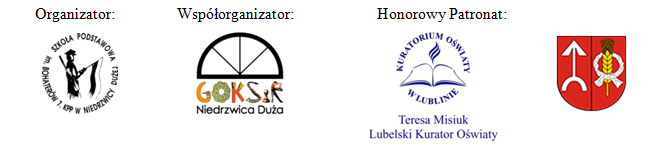 Organizator:
Współorganizator:
Honorowy Patronat:
SZKOŁA PODSTAWOWA
im. BOHATERÓW 7. KPP W NIEDRZWICY DUŻEJ
GOKSiR
Niedrzwica Duża
KURATORIUM OŚWIATY
W LUBLINIE
Teresa Misiuk
Lubelski Kurator Oświaty